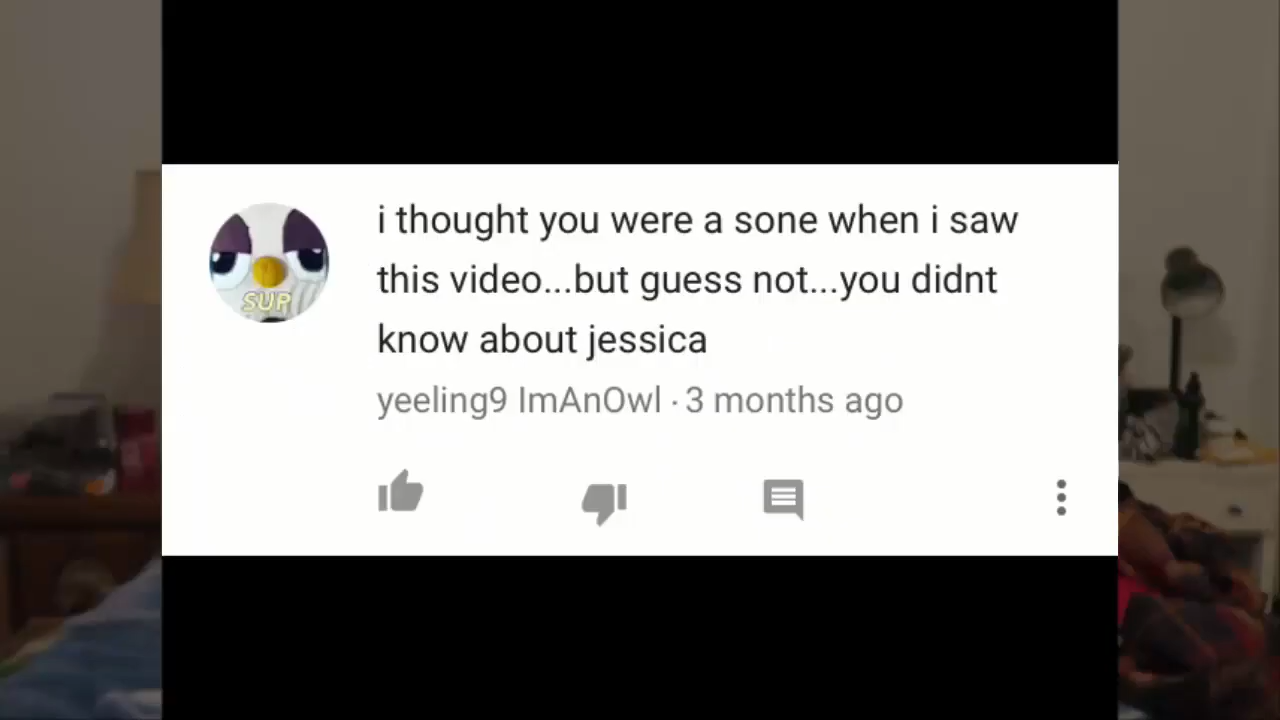 i thought you were a sone when i saw
this video...but guess not...you didnt
know about jessica
yeeling9 ImAnOwl · 3 months ago
SUP